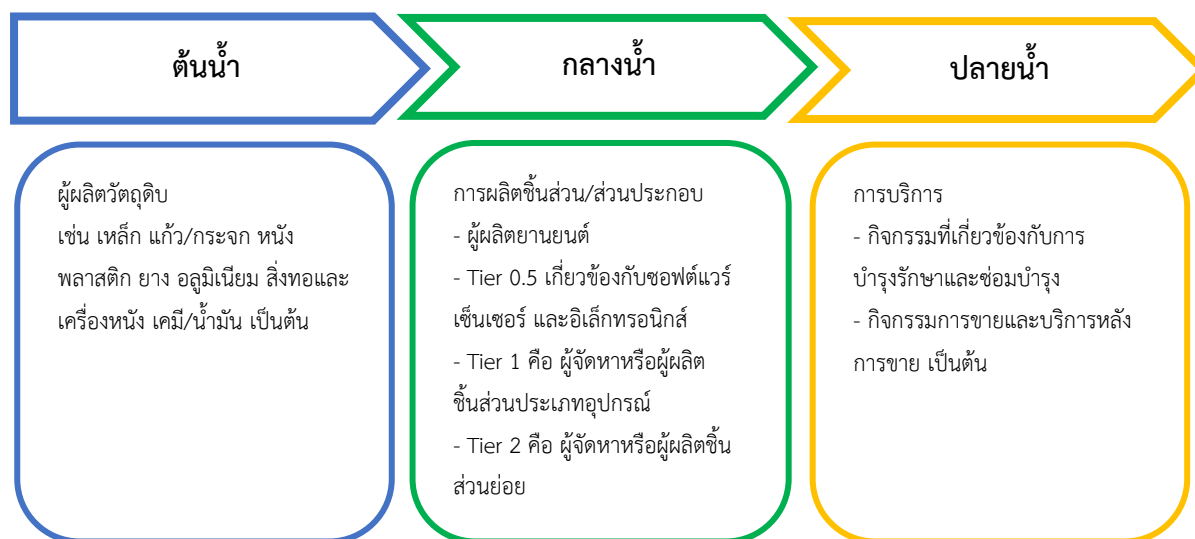 ต้นน้ำ
กลางน้ำ
ปลายน้ำ
ผู้ผลิตวัตถุดิบ
เช่น เหล็ก แก้ว/กระจก หนัง
พลาสติก ยาง อลูมิเนียม สิ่งทอและ
เครื่องหนัง เคมี/น้ำมัน เป็นต้น
การผลิตชิ้นส่วน/ส่วนประกอบ
- ผู้ผลิตยานยนต์
- Tier 0.5 เกี่ยวข้องกับซอฟต์แวร์
เซ็นเซอร์ และอิเล็กทรอนิกส์
- Tier 1 คือ ผู้จัดหาหรือผู้ผลิต
ชิ้นส่วนประเภทอุปกรณ์
- Tier 2 คือ ผู้จัดหาหรือผู้ผลิตชิ้น
ส่วนย่อย
การบริการ
- กิจกรรมที่เกี่ยวข้องกับการ
บำรุงรักษาและซ่อมบำรุง
- กิจกรรมการขายและบริการหลัง
การขาย เป็นต้น